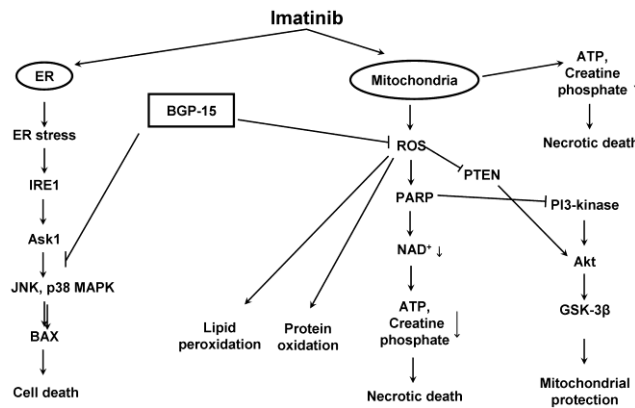 Imatinib
ER
Mitochondria
ATP,
Creatine
phosphate
Necrotic death
BGP-15
ER stress
IRE1
Ask1
JNK, p38 MAPK
BAX
Cell death
ROS
PTEN
PARP
PI3-kinase
NAD⁺ ↓
Akt
GSK-3β
Lipid
peroxidation
Protein
oxidation
ATP,
Creatine
phosphate ↓
Necrotic death
Mitochondrial
protection